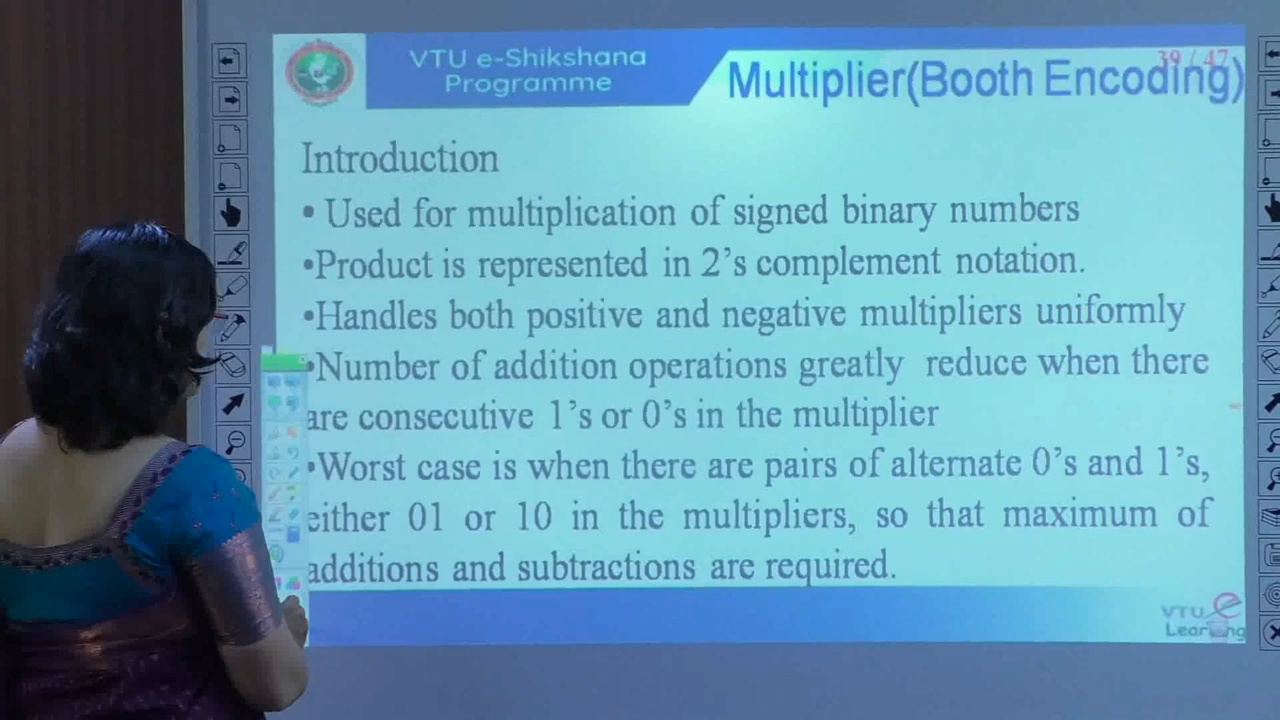 VTU e-Shikshana
Programme
39 / 47
Multiplier(Booth Encoding)
Introduction
• Used for multiplication of signed binary numbers
•Product is represented in 2’s complement notation.
•Handles both positive and negative multipliers uniformly
•Number of addition operations greatly reduce when there
are consecutive 1’s or 0’s in the multiplier
•Worst case is when there are pairs of alternate 0’s and 1’s,
either 01 or 10 in the multipliers, so that maximum of
additions and subtractions are required.
VTU e
Learning